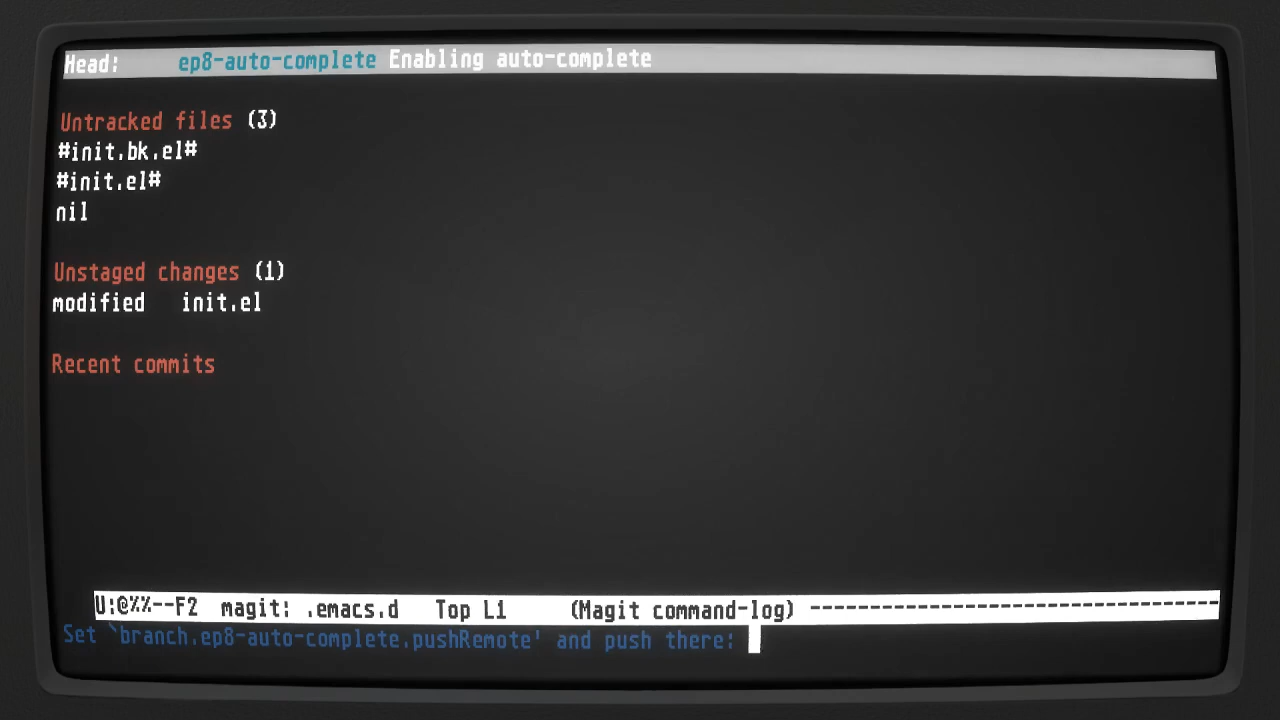 Head:     ep8-auto-complete Enabling auto-complete
Untracked files (3)
#init.bk.el#
#init.el#
nil
Unstaged changes (1)
modified   init.el
Recent commits
U:@%%--F2  magit: .emacs.d   Top L1     (Magit command-log) -----------------------------------
Set `branch.ep8-auto-complete.pushRemote' and push there: